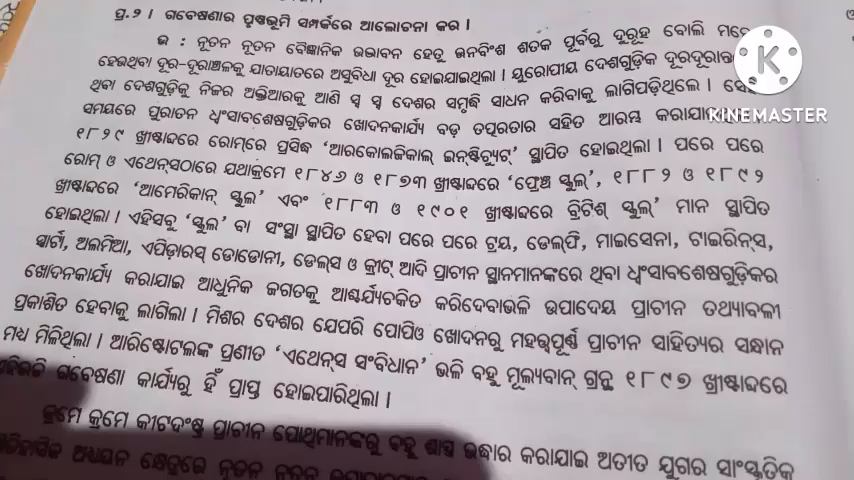 ପ୍ର.୨ । ଗବେଷଣାର ପୃଷ୍ଠଭୂମି ସମ୍ପର୍କରେ ଆଲୋଚନା କର ।
ଉ : ନୂତନ ନୂତନ ବୈଜ୍ଞାନିକ ଉଦ୍ଭାବନ ହେତୁ ଊନବିଂଶ ଶତକ ପୂର୍ବରୁ ଦୁରୂହ ବୋଲି
ହେଉଥିବା ଦୂର-ଦୂରାଞ୍ଚଳକୁ ଯାତାୟାତରେ ଅସୁବିଧା ଦୂର ହୋଇଯାଇଥିଲା । ୟୁରୋପୀୟ ଦେଶଗୁଡ଼ିକ
ଥିବା ଦେଶଗୁଡ଼ିକୁ ନିଜର ଅକ୍ତିଆରକୁ ଆଣି ସ୍ୱ ସ୍ୱ ଦେଶର ସମୃଦ୍ଧି ସାଧନ କରିବାକୁ ଲାଗିପଡ଼ିଥିଲେ ।
ସମୟରେ ପୁରାତନ ଧ୍ୱଂସାବଶେଷଗୁଡ଼ିକର ଖୋଦନକାର୍ଯ୍ୟ ବଡ଼ ତତ୍ପରତାର ସହିତ ଆରମ୍ଭ
୧୮୨୯ ଖ୍ରୀଷ୍ଟାବ୍ଦରେ ରୋମ୍‌ରେ ପ୍ରସିଦ୍ଧ ‘ଆରକୋଲଜିକାଲ୍ ଇନ୍‌ଷ୍ଟିଚ୍ୟୁଟ୍’ ସ୍ଥାପିତ ହୋଇଥିଲା । ପରେ ପରେ
ରୋମ୍ ଓ ଏଥେନ୍‌ସଠାରେ ଯଥାକ୍ରମେ ୧୮୪୬ ଓ ୧୮୭୩ ଖ୍ରୀଷ୍ଟାବ୍ଦରେ ‘ଫ୍ରେଞ୍ଚ ସ୍କୁଲ୍’, ୧୮୮୨ ଓ ୧୮୯୨
ଖ୍ରୀଷ୍ଟାବ୍ଦରେ ‘ଆମେରିକାନ୍ ସ୍କୁଲ’ ଏବଂ ୧୮୮୩ ଓ ୧୯୦୧ ଖ୍ରୀଷ୍ଟାବ୍ଦରେ ବ୍ରିଟିଶ୍ ସ୍କୁଲ୍’ ମାନ ସ୍ଥାପିତ
ହୋଇଥିଲା । ଏହିସବୁ ‘ସ୍କୁଲ’ ବା ସଂସ୍ଥା ସ୍ଥାପିତ ହେବା ପରେ ପରେ ଟ୍ରୟ, ଡେଲ୍‌ଫି, ମାଇସେନା, ଟାଇରିନ୍‌ସ,
ସ୍ପାର୍ଟା, ଅଲମିଆ, ଏପିଡ଼ାରସ୍ ଡୋଡୋନୀ, ଡେଲ୍‌ସ ଓ କ୍ରୀଟ୍ ଆଦି ପ୍ରାଚୀନ ସ୍ଥାନମାନଙ୍କରେ ଥିବା ଧ୍ୱଂସାବଶେଷଗୁଡ଼ିକର
ଖୋଦନକାର୍ଯ୍ୟ କରାଯାଇ ଆଧୁନିକ ଜଗତକୁ ଆଶ୍ଚର୍ଯ୍ୟଚକିତ କରିଦେବାଭଳି ଉପାଦେୟ ପ୍ରାଚୀନ ତଥ୍ୟାବଳୀ
ପ୍ରକାଶିତ ହେବାକୁ ଲାଗିଲା । ମିଶର ଦେଶର ଯେପରି ପୋପିଓ ଖୋଦନରୁ ମହତ୍ତ୍ୱପୂର୍ଣ୍ଣ ପ୍ରାଚୀନ ସାହିତ୍ୟର ସନ୍ଧାନ
ମଧ୍ୟ ମିଳିଥିଲା । ଆରିଷ୍ଟୋଟଲଙ୍କ ପ୍ରଣୀତ ‘ଏଥେନ୍‌ସ ସଂବିଧାନ’ ଭଳି ବହୁ ମୂଲ୍ୟବାନ୍ ଗ୍ରନ୍ଥ ୧୮୯୭ ଖ୍ରୀଷ୍ଟାବ୍ଦରେ
ଗବେଷଣା କାର୍ଯ୍ୟରୁ ହିଁ ପ୍ରାପ୍ତ ହୋଇପାରିଥିଲା ।
କ୍ରମେ କ୍ରମେ କୀଟଦଂଷ୍ଟ୍ର ପ୍ରାଚୀନ ପୋଥିମାନଙ୍କରୁ ବହୁ ଶାସ୍ତ୍ର ଉଦ୍ଧାର କରାଯାଇ ଅତୀତ ଯୁଗର ସାଂସ୍କୃତିକ
ଅଧ୍ୟୟନ କ୍ଷେତ୍ରରେ ନୂତନ ନୂତନ
KINEMASTER